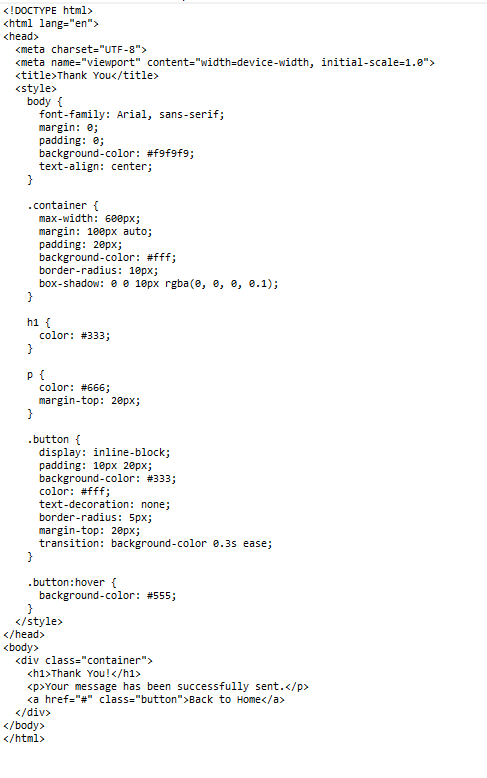 <!DOCTYPE html>
<html lang="en">
<head>
  <meta charset="UTF-8">
  <meta name="viewport" content="width=device-width, initial-scale=1.0">
  <title>Thank You</title>
  <style>
    body {
      font-family: Arial, sans-serif;
      margin: 0;
      padding: 0;
      background-color: #f9f9f9;
      text-align: center;
    }

    .container {
      max-width: 600px;
      margin: 100px auto;
      padding: 20px;
      background-color: #fff;
      border-radius: 10px;
      box-shadow: 0 0 10px rgba(0, 0, 0, 0.1);
    }

    h1 {
      color: #333;
    }

    p {
      color: #666;
      margin-top: 20px;
    }

    .button {
      display: inline-block;
      padding: 10px 20px;
      background-color: #333;
      color: #fff;
      text-decoration: none;
      border-radius: 5px;
      margin-top: 20px;
      transition: background-color 0.3s ease;
    }

    .button:hover {
      background-color: #555;
    }
  </style>
</head>
<body>
  <div class="container">
    <h1>Thank You!</h1>
    <p>Your message has been successfully sent.</p>
    <a href="#" class="button">Back to Home</a>
  </div>
</body>
</html>